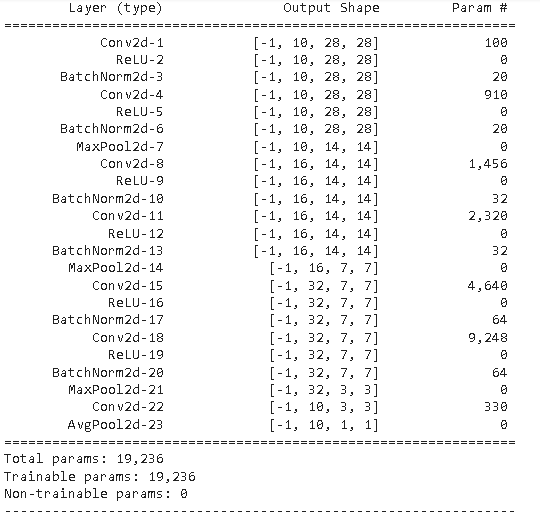 Layer (type) Output Shape Param #
================================================================
Conv2d-1 [-1, 10, 28, 28] 100
ReLU-2 [-1, 10, 28, 28] 0
BatchNorm2d-3 [-1, 10, 28, 28] 20
Conv2d-4 [-1, 10, 28, 28] 910
ReLU-5 [-1, 10, 28, 28] 0
BatchNorm2d-6 [-1, 10, 28, 28] 20
MaxPool2d-7 [-1, 10, 14, 14] 0
Conv2d-8 [-1, 16, 14, 14] 1,456
ReLU-9 [-1, 16, 14, 14] 0
BatchNorm2d-10 [-1, 16, 14, 14] 32
Conv2d-11 [-1, 16, 14, 14] 2,320
ReLU-12 [-1, 16, 14, 14] 0
BatchNorm2d-13 [-1, 16, 14, 14] 32
MaxPool2d-14 [-1, 16, 7, 7] 0
Conv2d-15 [-1, 32, 7, 7] 4,640
ReLU-16 [-1, 32, 7, 7] 0
BatchNorm2d-17 [-1, 32, 7, 7] 64
Conv2d-18 [-1, 32, 7, 7] 9,248
ReLU-19 [-1, 32, 7, 7] 0
BatchNorm2d-20 [-1, 32, 7, 7] 64
MaxPool2d-21 [-1, 32, 3, 3] 0
Conv2d-22 [-1, 10, 3, 3] 330
AvgPool2d-23 [-1, 10, 1, 1] 0
================================================================
Total params: 19,236
Trainable params: 19,236
Non-trainable params: 0
----------------------------------------------------------------